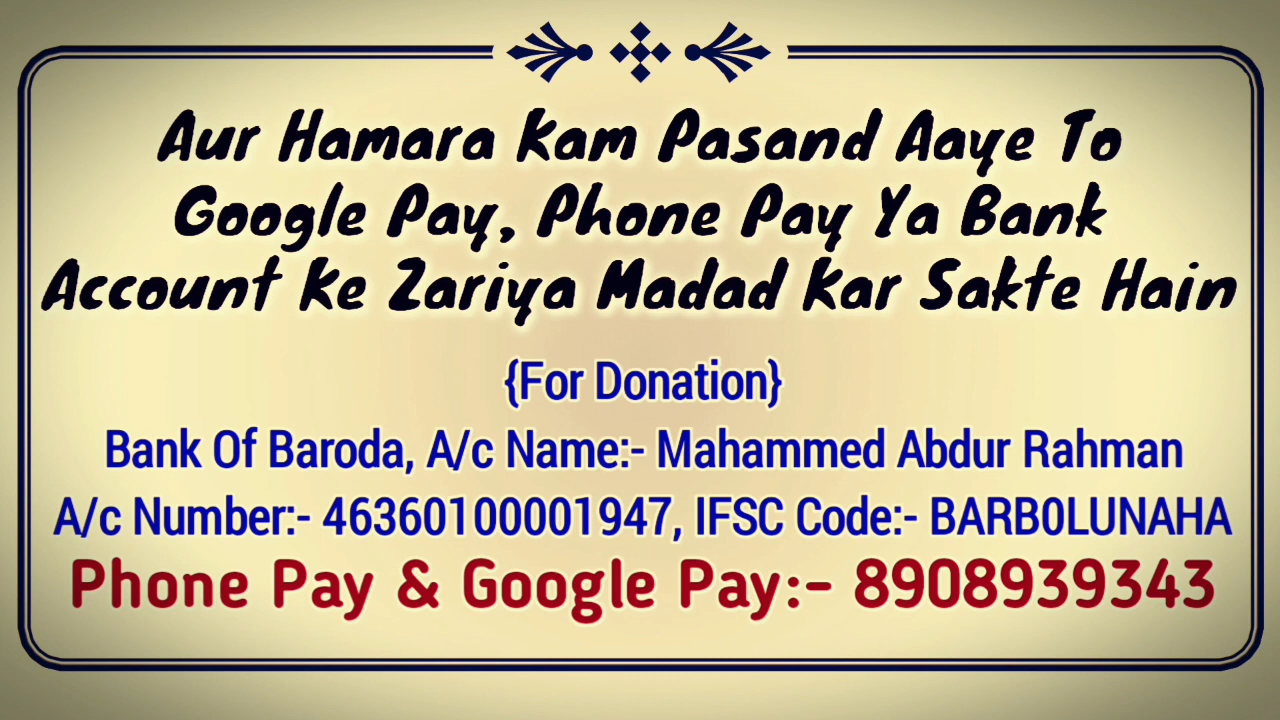 Aur Hamara Kam Pasand Aaye To
Google Pay, Phone Pay Ya Bank
Account Ke Zariya Madad Kar Sakte Hain
{For Donation}
Bank Of Baroda, A/c Name:- Mahammed Abdur Rahman
A/c Number:- 46360100001947, IFSC Code:- BARB0LUNAHA
Phone Pay & Google Pay:- 8908939343